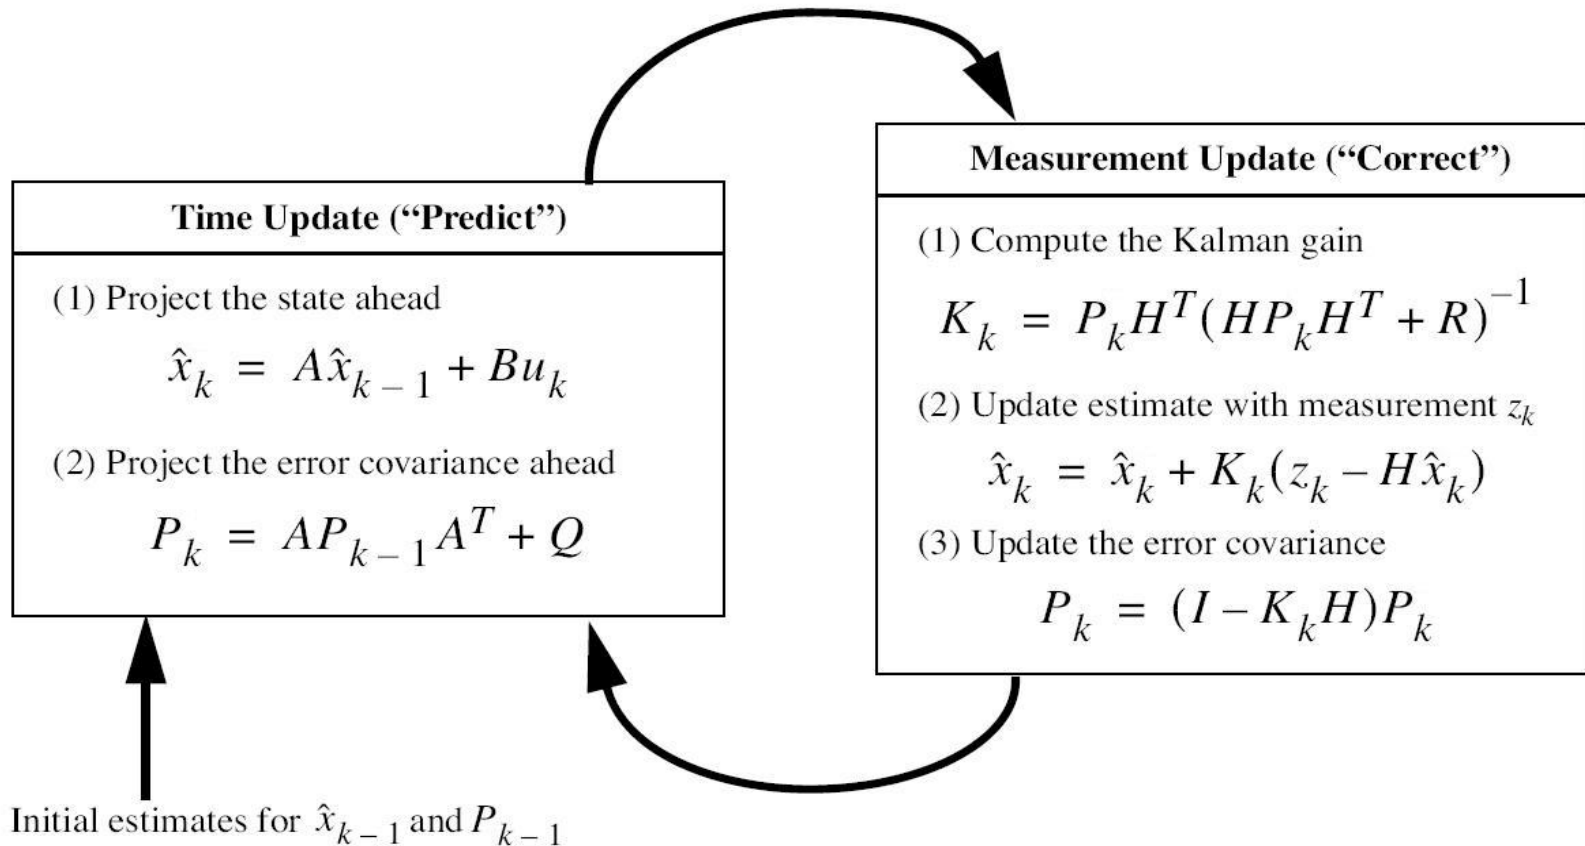 Time Update (“Predict”)
(1) Project the state ahead
x̂_k = Ax̂_{k – 1} + Bu_k
(2) Project the error covariance ahead
P_k = AP_{k – 1}A^T + Q
Initial estimates for x̂_{k – 1} and P_{k – 1}
Measurement Update (“Correct”)
(1) Compute the Kalman gain
K_k = P_kH^T(HP_kH^T + R)^{–1}
(2) Update estimate with measurement z_k
x̂_k = x̂_k + K_k(z_k – Hx̂_k)
(3) Update the error covariance
P_k = (I – K_kH)P_k